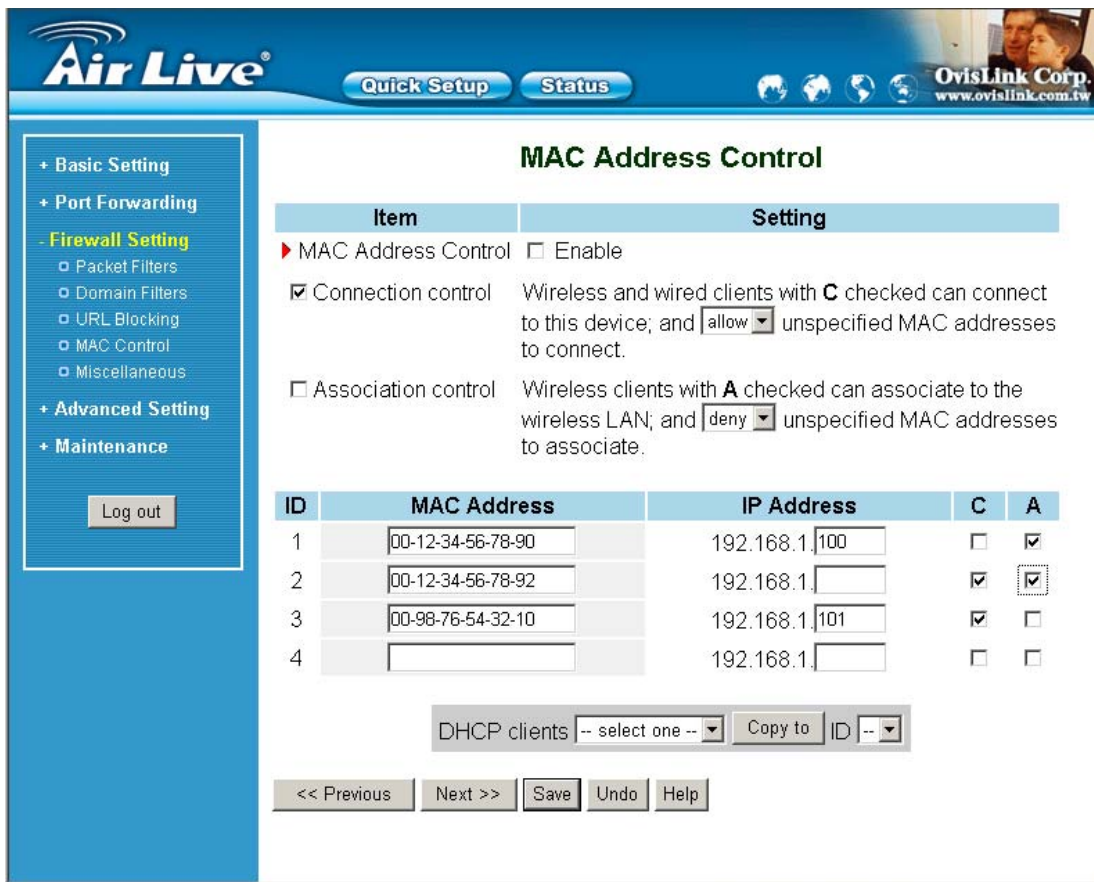 Air Live®
Quick Setup
Status
OvisLink Corp.
www.ovislink.com.tw
+ Basic Setting
+ Port Forwarding
- Firewall Setting
Packet Filters
Domain Filters
URL Blocking
MAC Control
Miscellaneous
+ Advanced Setting
+ Maintenance
Log out
MAC Address Control
Item Setting
MAC Address Control Enable
Connection control Wireless and wired clients with C checked can connect
to this device; and allow unspecified MAC addresses
to connect.
Association control Wireless clients with A checked can associate to the
wireless LAN; and deny unspecified MAC addresses
to associate.
ID MAC Address IP Address C A
1 00-12-34-56-78-90 192.168.1.100
2 00-12-34-56-78-92 192.168.1.
3 00-98-76-54-32-10 192.168.1.101
4 192.168.1.
DHCP clients -- select one -- Copy to ID --
<< Previous Next >> Save Undo Help